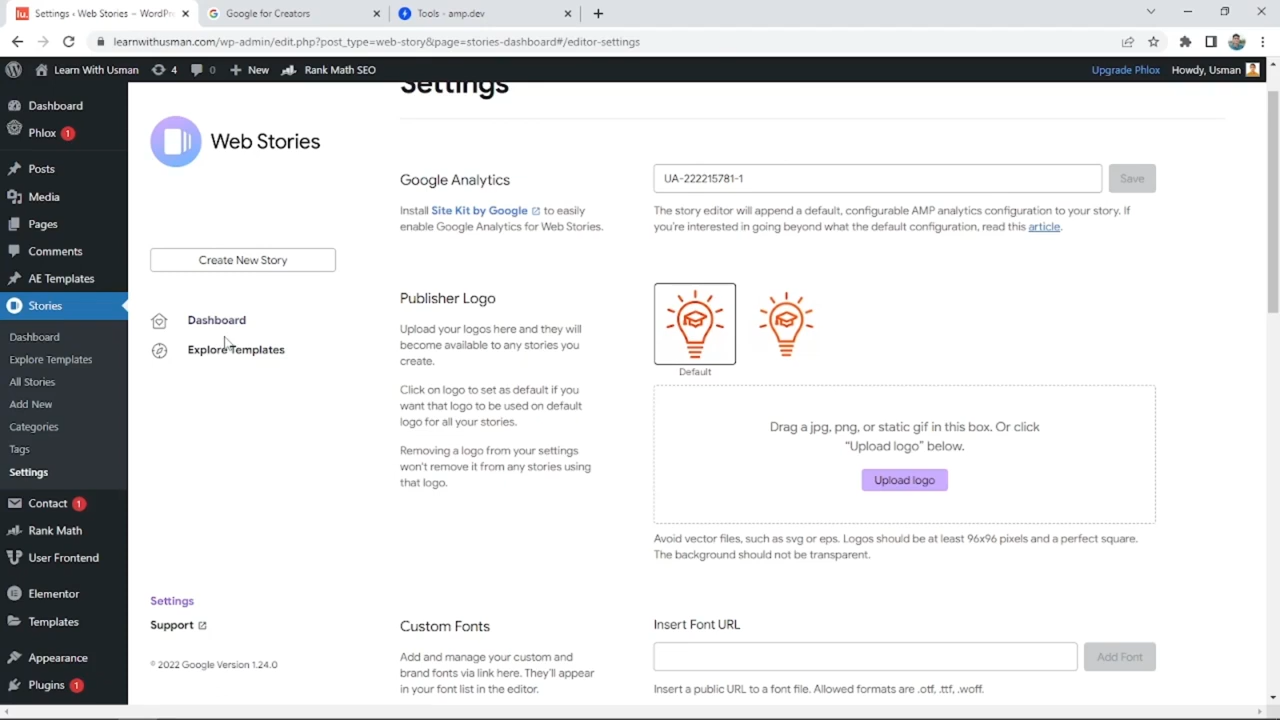 lu. Settings ‹ Web Stories — WordPr
Google for Creators
Tools - amp.dev
learnwithusman.com/wp-admin/edit.php?post_type=web-story&page=stories-dashboard#/editor-settings
Learn With Usman 4 0 New Rank Math SEO Upgrade Phlox Howdy, Usman
Dashboard
Phlox 1
Posts
Media
Pages
Comments
AE Templates
Stories
Dashboard
Explore Templates
All Stories
Add New
Categories
Tags
Settings
Contact 1
Rank Math
User Frontend
Elementor
Templates
Appearance
Plugins 1
Web Stories
Create New Story
Dashboard
Explore Templates
Settings
Support
© 2022 Google Version 1.24.0
Settings
Google Analytics
Install Site Kit by Google to easily
enable Google Analytics for Web Stories.
UA-222215781-1
Save
The story editor will append a default, configurable AMP analytics configuration to your story. If
you're interested in going beyond what the default configuration, read this article.
Publisher Logo
Upload your logos here and they will
become available to any stories you
create.
Click on logo to set as default if you
want that logo to be used on default
logo for all your stories.
Removing a logo from your settings
won't remove it from any stories using
that logo.
Default
Drag a jpg, png, or static gif in this box. Or click
“Upload logo” below.
Upload logo
Avoid vector files, such as svg or eps. Logos should be at least 96x96 pixels and a perfect square.
The background should not be transparent.
Custom Fonts
Add and manage your custom and
brand fonts via link here. They'll appear
in your font list in the editor.
Insert Font URL
Add Font
Insert a public URL to a font file. Allowed formats are .otf, .ttf, .woff.